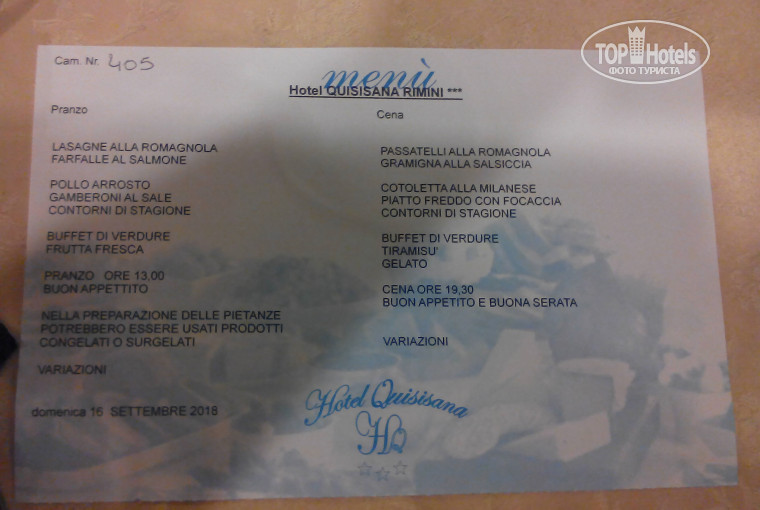 TOPHotels
ФОТО ТУРИСТА
Cam. Nr. 405
menù
Hotel QUISISANA RIMINI ***
Pranzo
LASAGNE ALLA ROMAGNOLA
FARFALLE AL SALMONE
POLLO ARROSTO
GAMBERONI AL SALE
CONTORNI DI STAGIONE
BUFFET DI VERDURE
FRUTTA FRESCA
PRANZO ORE 13,00
BUON APPETTITO
NELLA PREPARAZIONE DELLE PIETANZE
POTREBBERO ESSERE USATI PRODOTTI
CONGELATI O SURGELATI
VARIAZIONI
domenica 16 SETTEMBRE 2018
Cena
PASSATELLI ALLA ROMAGNOLA
GRAMIGNA ALLA SALSICCIA
COTOLETTA ALLA MILANESE
PIATTO FREDDO CON FOCACCIA
CONTORNI DI STAGIONE
BUFFET DI VERDURE
TIRAMISU'
GELATO
CENA ORE 19,30
BUON APPETITO E BUONA SERATA
VARIAZIONI
Hotel Quisisana
HQ